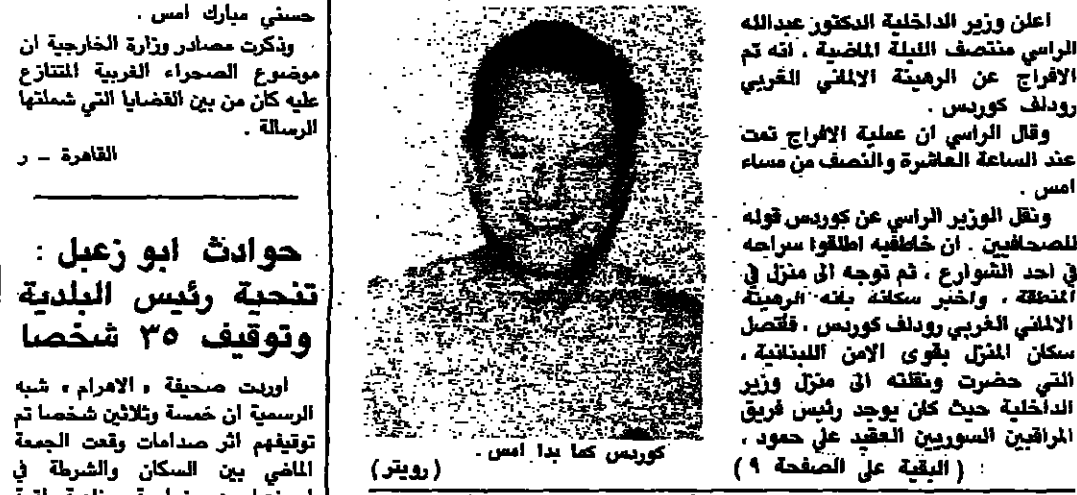 اعلن وزير الداخلية الدكتور عبدالله
الراسي منتصف الليلة الماضية ، انه تم
الافراج عن الرهينة الالماني الغربي
رودلف كوردس .
وقال الراسي ان عملية الافراج تمت
عند الساعة العاشرة والنصف من مساء
امس .
ونقل الوزير الراسي عن كوردس قوله
للصحافيين . ان خاطفيه اطلقوا سراحه
في احد الشوارع ، ثم توجه الى منزل في
المنطقة ، واخبر سكانه بانه الرهينة
الالماني الغربي رودلف كوردس . فاتصل
سكان المنزل بقوى الامن اللبنانية ،
التي حضرت ونقلته الى منزل وزير
الداخلية حيث كان يوجد رئيس فريق
المراقبين السوريين العقيد علي حمود ،
( البقية على الصفحة ٩ )
كوردس كما بدا امس . (رويتر)
حسني مبارك امس .
وذكرت مصادر وزارة الخارجية ان
موضوع الصحراء الغربية المتنازع
عليه كان من بين القضايا التي شملتها
الرسالة .
القاهرة – ر
حوادث ابو زعبل :
تنحية رئيس البلدية
وتوقيف ٣٥ شخصا
اوردت صحيفة « الاهرام » شبه
الرسمية ان خمسة وثلاثين شخصا تم
توقيفهم اثر صدامات وقعت الجمعة
الماضي بين السكان والشرطة في